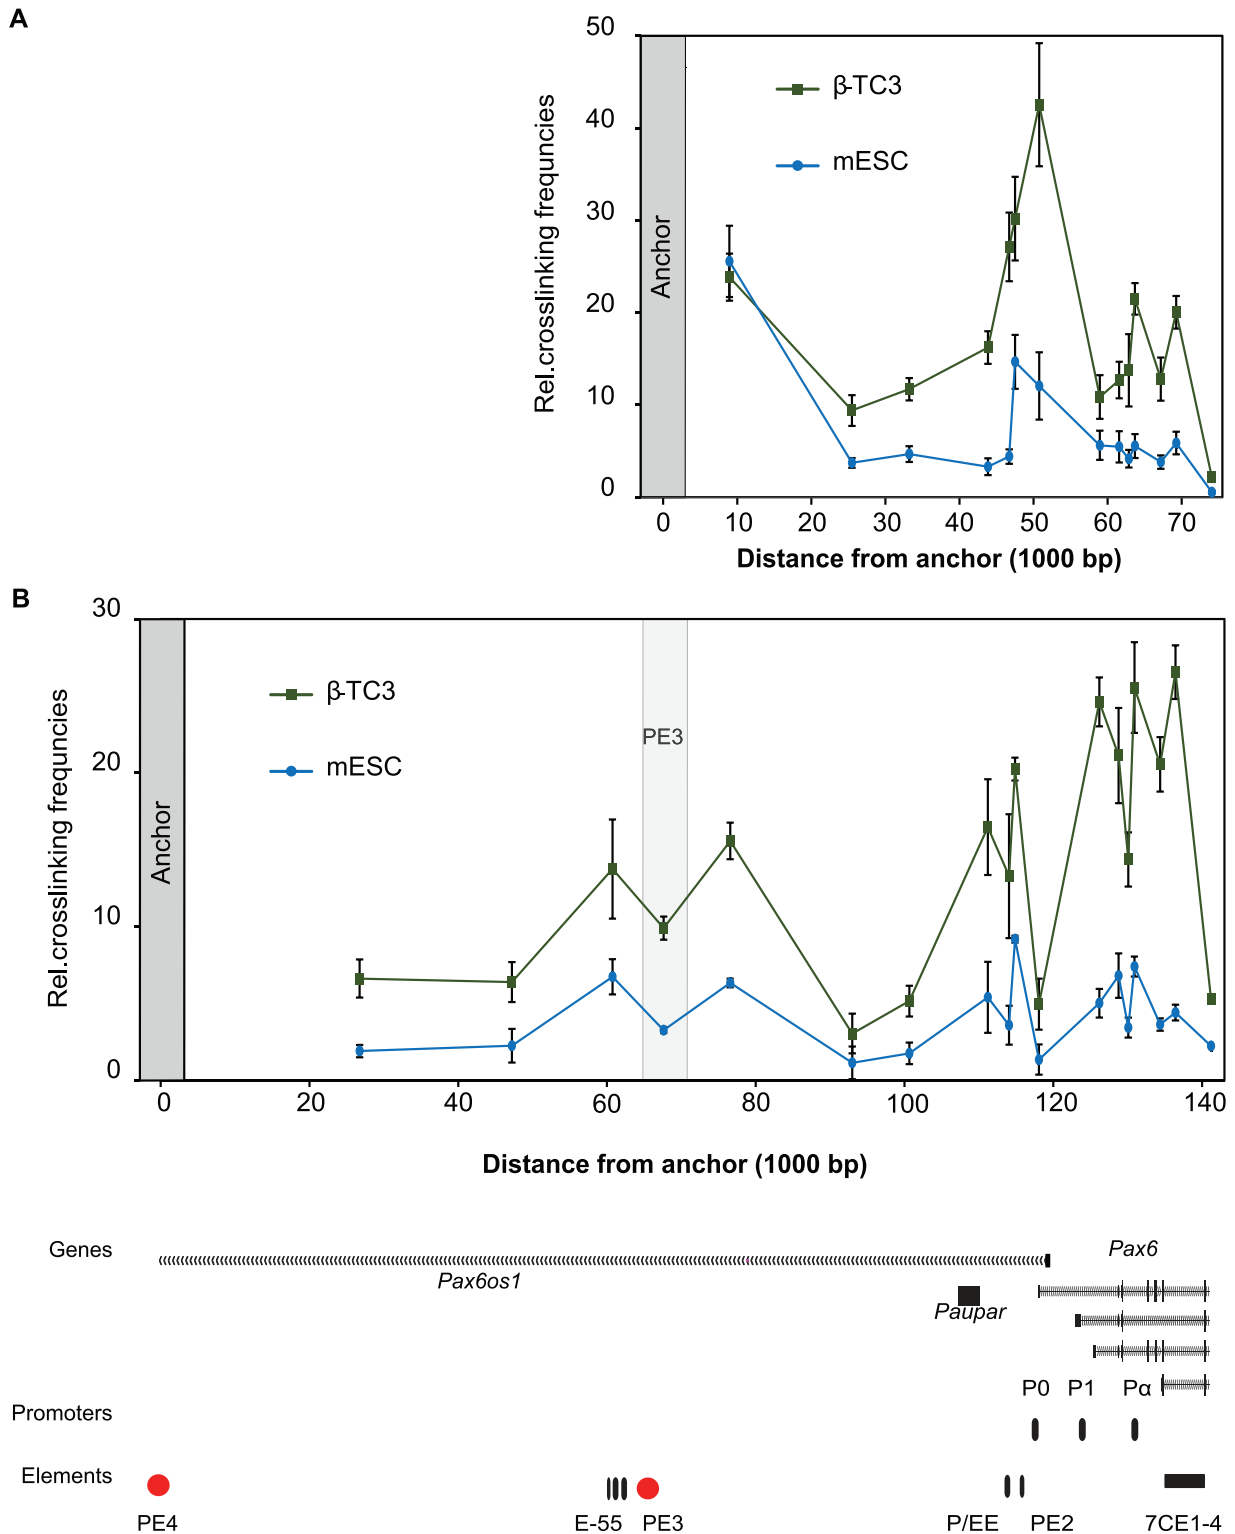 A
50
40
30
20
10
0
Rel.crosslinking frequncies
Anchor
β-TC3
mESC
0 10 20 30 40 50 60 70
Distance from anchor (1000 bp)
B
30
20
10
0
Rel.crosslinking frequncies
Anchor
β-TC3
mESC
PE3
0 20 40 60 80 100 120 140
Distance from anchor (1000 bp)
Genes
Pax6
Pax6os1
Paupar
P0 P1 Pα
Promoters
Elements
PE4 E-55 PE3 P/EE PE2 7CE1-4